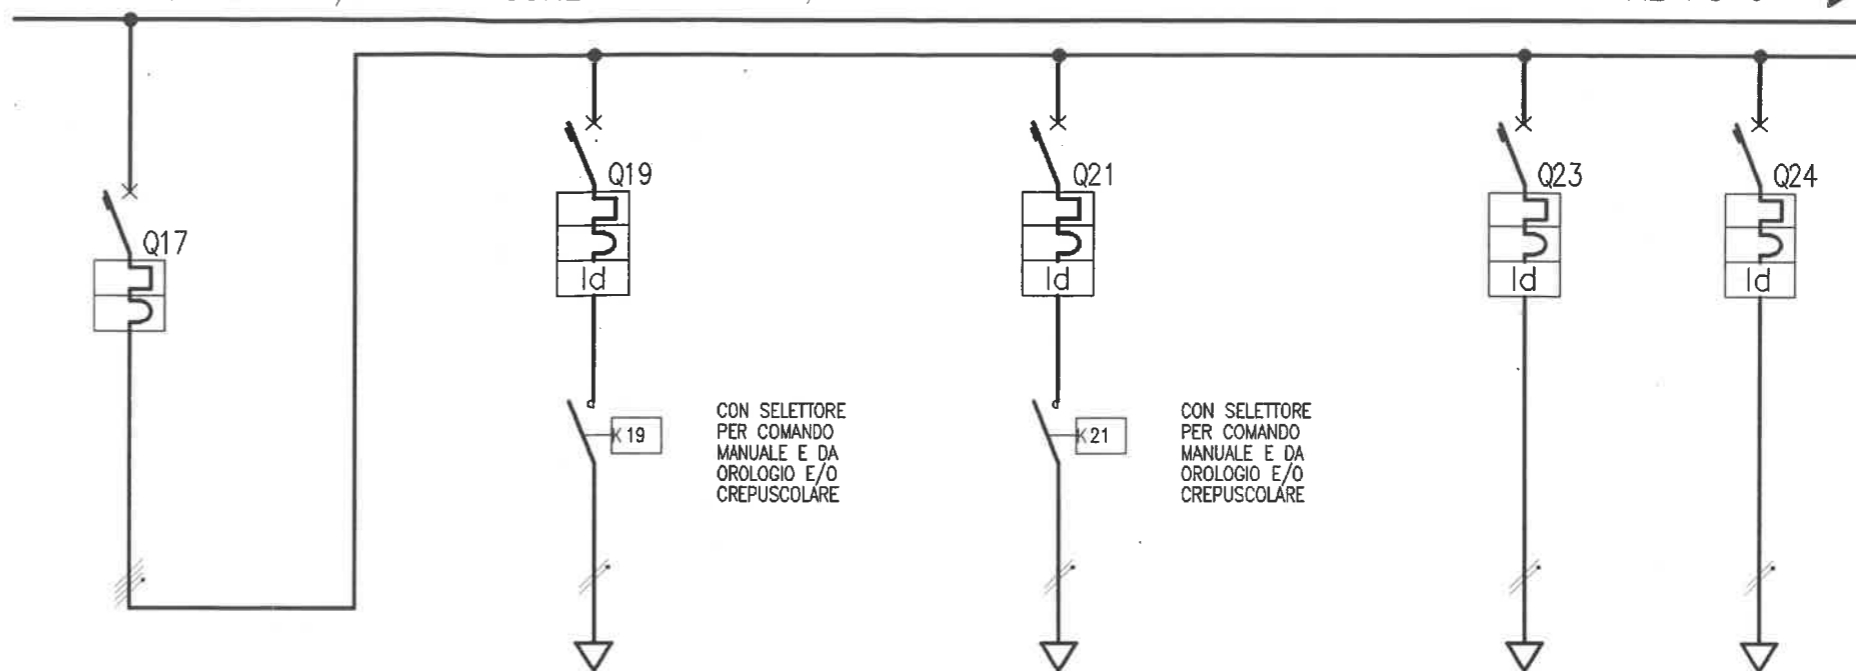 Q19
Q21
Q23
Q24
Q17
Id
Id
Id
Id
K19
CON SELETTORE
PER COMANDO
MANUALE E DA
OROLOGIO E/O
CREPUSCOLARE
K21
CON SELETTORE
PER COMANDO
MANUALE E DA
OROLOGIO E/O
CREPUSCOLARE